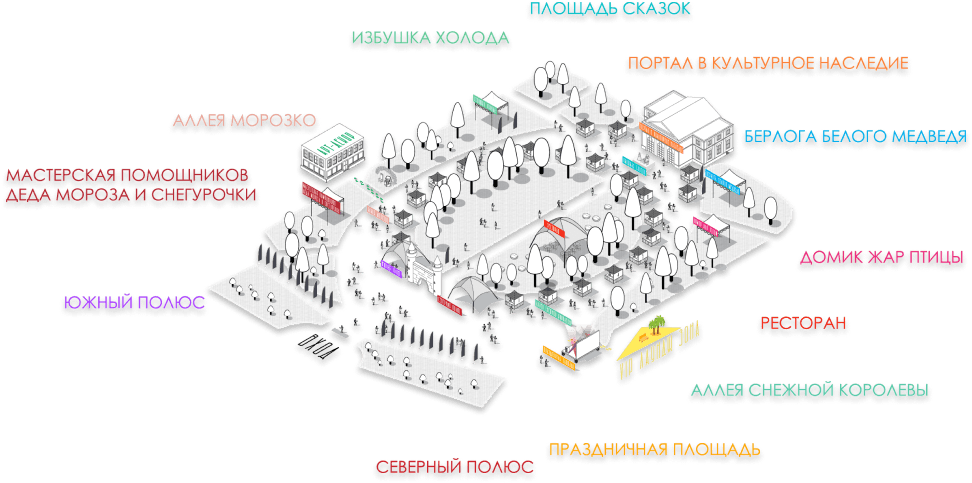 ПЛОЩАДЬ СКАЗОК
ИЗБУШКА ХОЛОДА
ПОРТАЛ В КУЛЬТУРНОЕ НАСЛЕДИЕ
АЛЛЕЯ МОРОЗКО
БЕРЛОГА БЕЛОГО МЕДВЕДЯ
МАСТЕРСКАЯ ПОМОЩНИКОВ
ДЕДА МОРОЗА И СНЕГУРОЧКИ
ДОМИК ЖАР ПТИЦЫ
ЮЖНЫЙ ПОЛЮС
РЕСТОРАН
ВХОД
АЛЛЕЯ СНЕЖНОЙ КОРОЛЕВЫ
ПРАЗДНИЧНАЯ ПЛОЩАДЬ
СЕВЕРНЫЙ ПОЛЮС